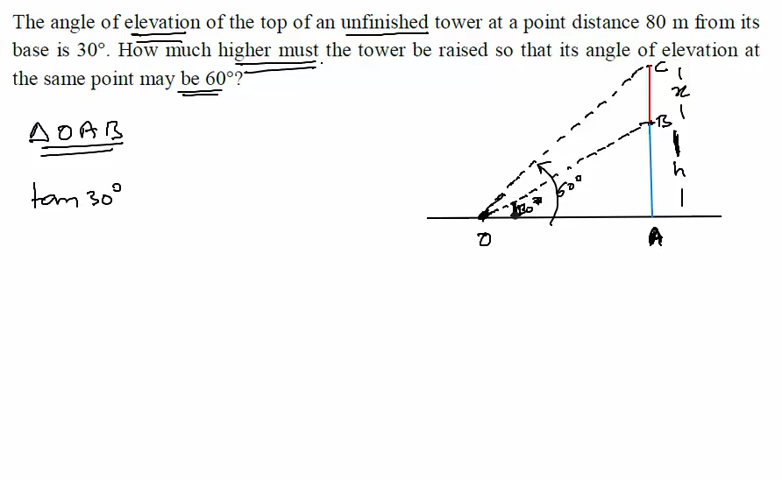 The angle of elevation of the top of an unfinished tower at a point distance 80 m from its
base is 30°. How much higher must the tower be raised so that its angle of elevation at
the same point may be 60°?
C
x
B
△OAB
h
60°
tan 30°
30°
O
A